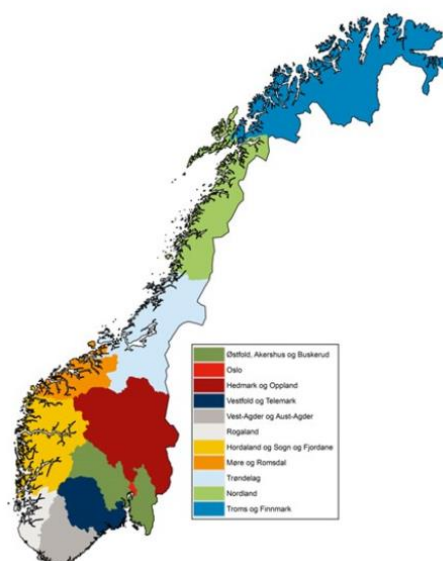 Østfold, Akershus og Buskerud
Oslo
Hedmark og Oppland
Vestfold og Telemark
Vest-Agder og Aust-Agder
Rogaland
Hordaland og Sogn og Fjordane
Møre og Romsdal
Trøndelag
Nordland
Troms og Finnmark